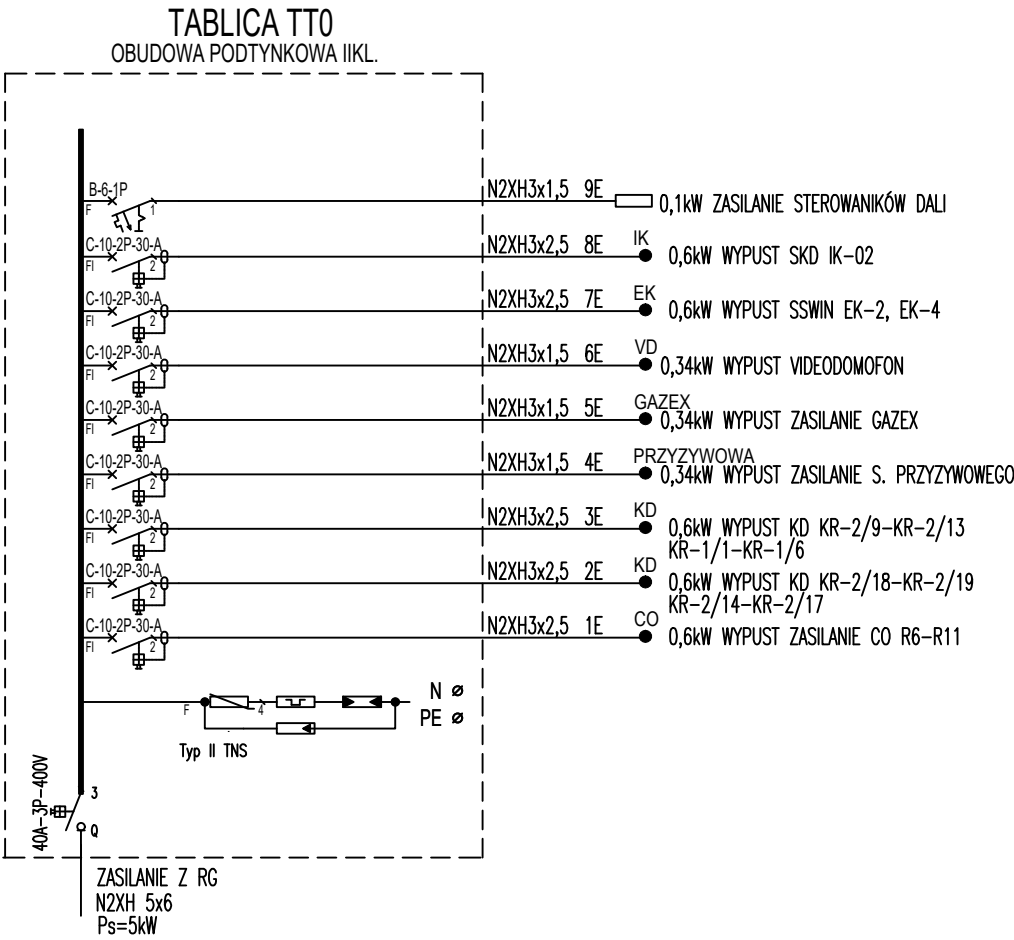 TABLICA TT0
OBUDOWA PODTYNKOWA IIKL.
B-6-1P
F
1
N2XH3x1,5 9E
0,1kW ZASILANIE STEROWANIKÓW DALI
C-10-2P-30-A
FI
2
N2XH3x2,5 8E
IK
0,6kW WYPUST SKD IK-02
C-10-2P-30-A
FI
2
N2XH3x2,5 7E
EK
0,6kW WYPUST SSWIN EK-2, EK-4
C-10-2P-30-A
FI
2
N2XH3x1,5 6E
VD
0,34kW WYPUST VIDEODOMOFON
C-10-2P-30-A
FI
2
N2XH3x1,5 5E
GAZEX
0,34kW WYPUST ZASILANIE GAZEX
C-10-2P-30-A
FI
2
N2XH3x1,5 4E
PRZYZYWOWA
0,34kW WYPUST ZASILANIE S. PRZYZYWOWEGO
C-10-2P-30-A
FI
2
N2XH3x2,5 3E
KD
0,6kW WYPUST KD KR-2/9-KR-2/13
KR-1/1-KR-1/6
C-10-2P-30-A
FI
2
N2XH3x2,5 2E
KD
0,6kW WYPUST KD KR-2/18-KR-2/19
KR-2/14-KR-2/17
C-10-2P-30-A
FI
2
N2XH3x2,5 1E
CO
0,6kW WYPUST ZASILANIE CO R6-R11
F
4
N ø
PE ø
Typ II TNS
40A-3P-400V
3
Q
ZASILANIE Z RG
N2XH 5x6
Ps=5kW